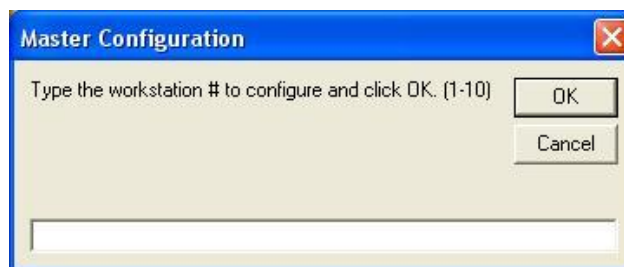 Master Configuration
Type the workstation # to configure and click OK. (1-10)
OK
Cancel